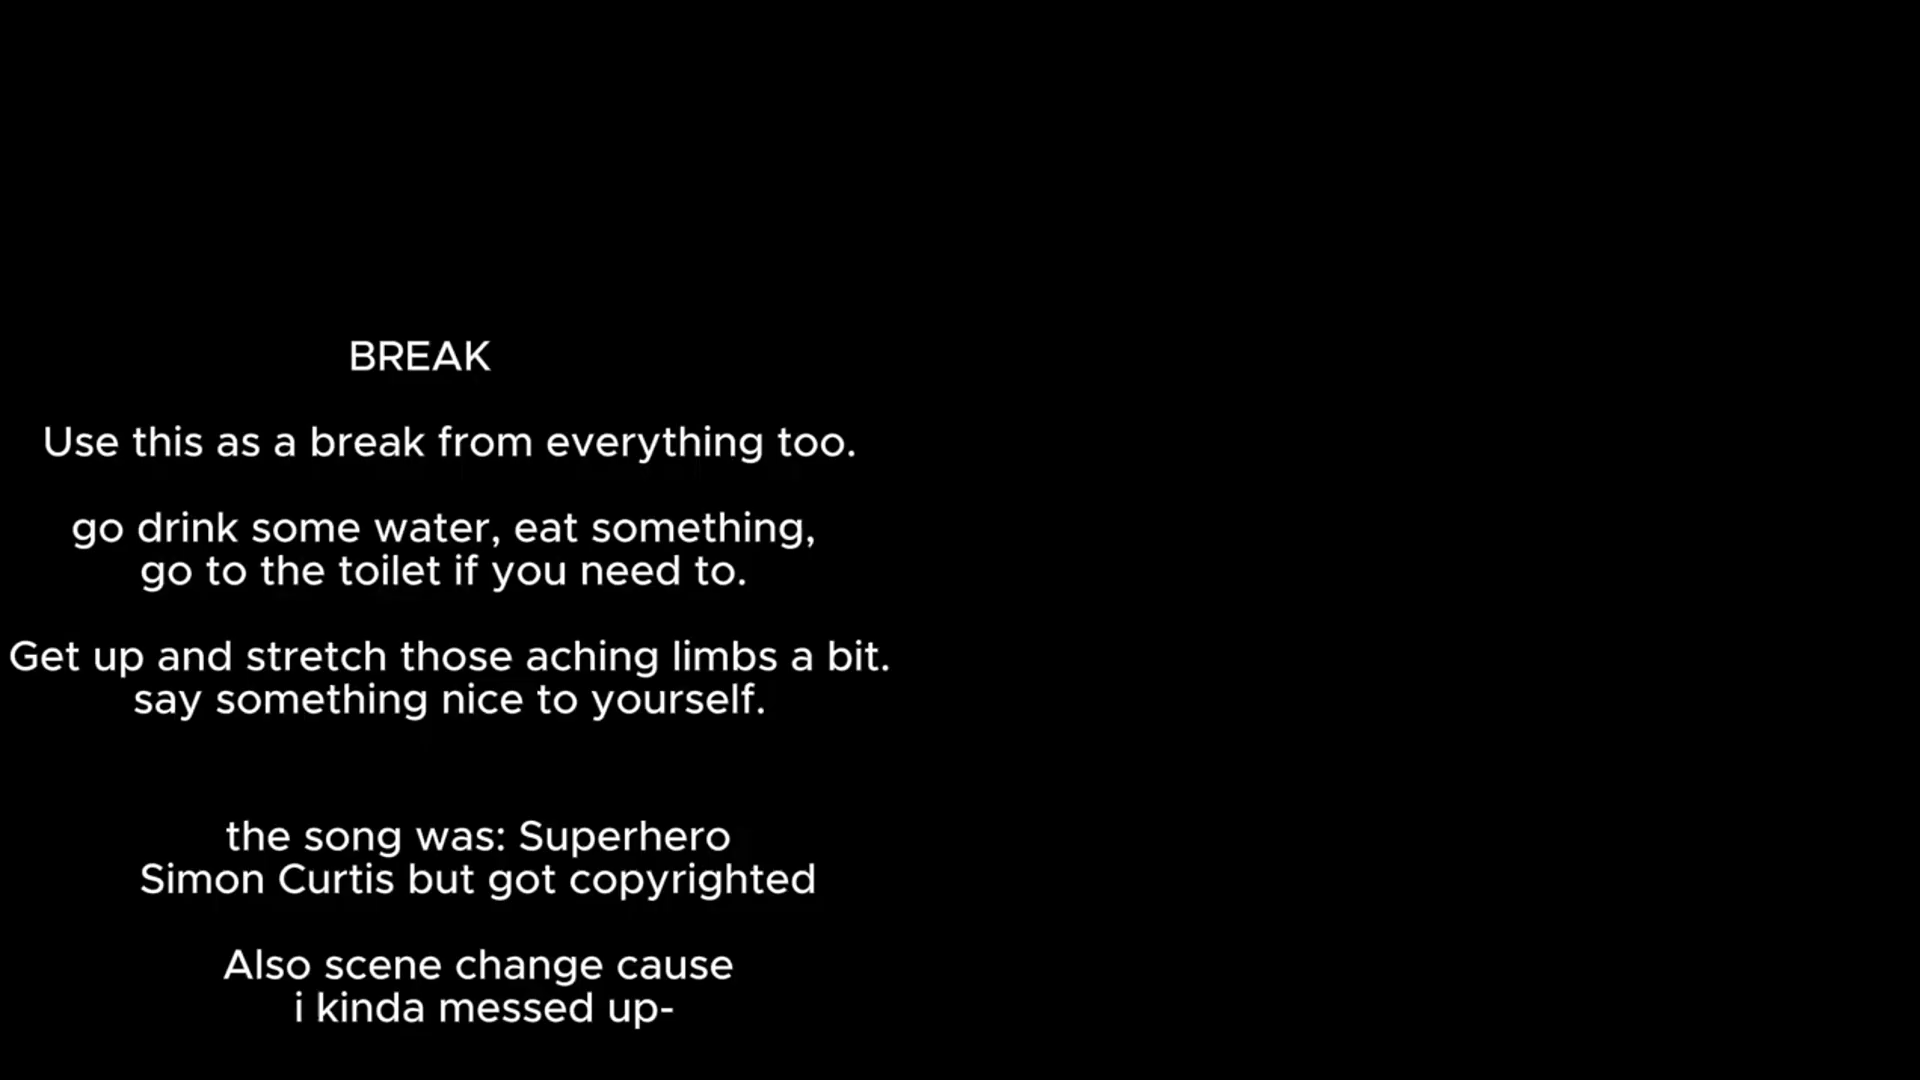 BREAK
Use this as a break from everything too.
go drink some water, eat something,
go to the toilet if you need to.
Get up and stretch those aching limbs a bit.
say something nice to yourself.
the song was: Superhero
Simon Curtis but got copyrighted
Also scene change cause
i kinda messed up-